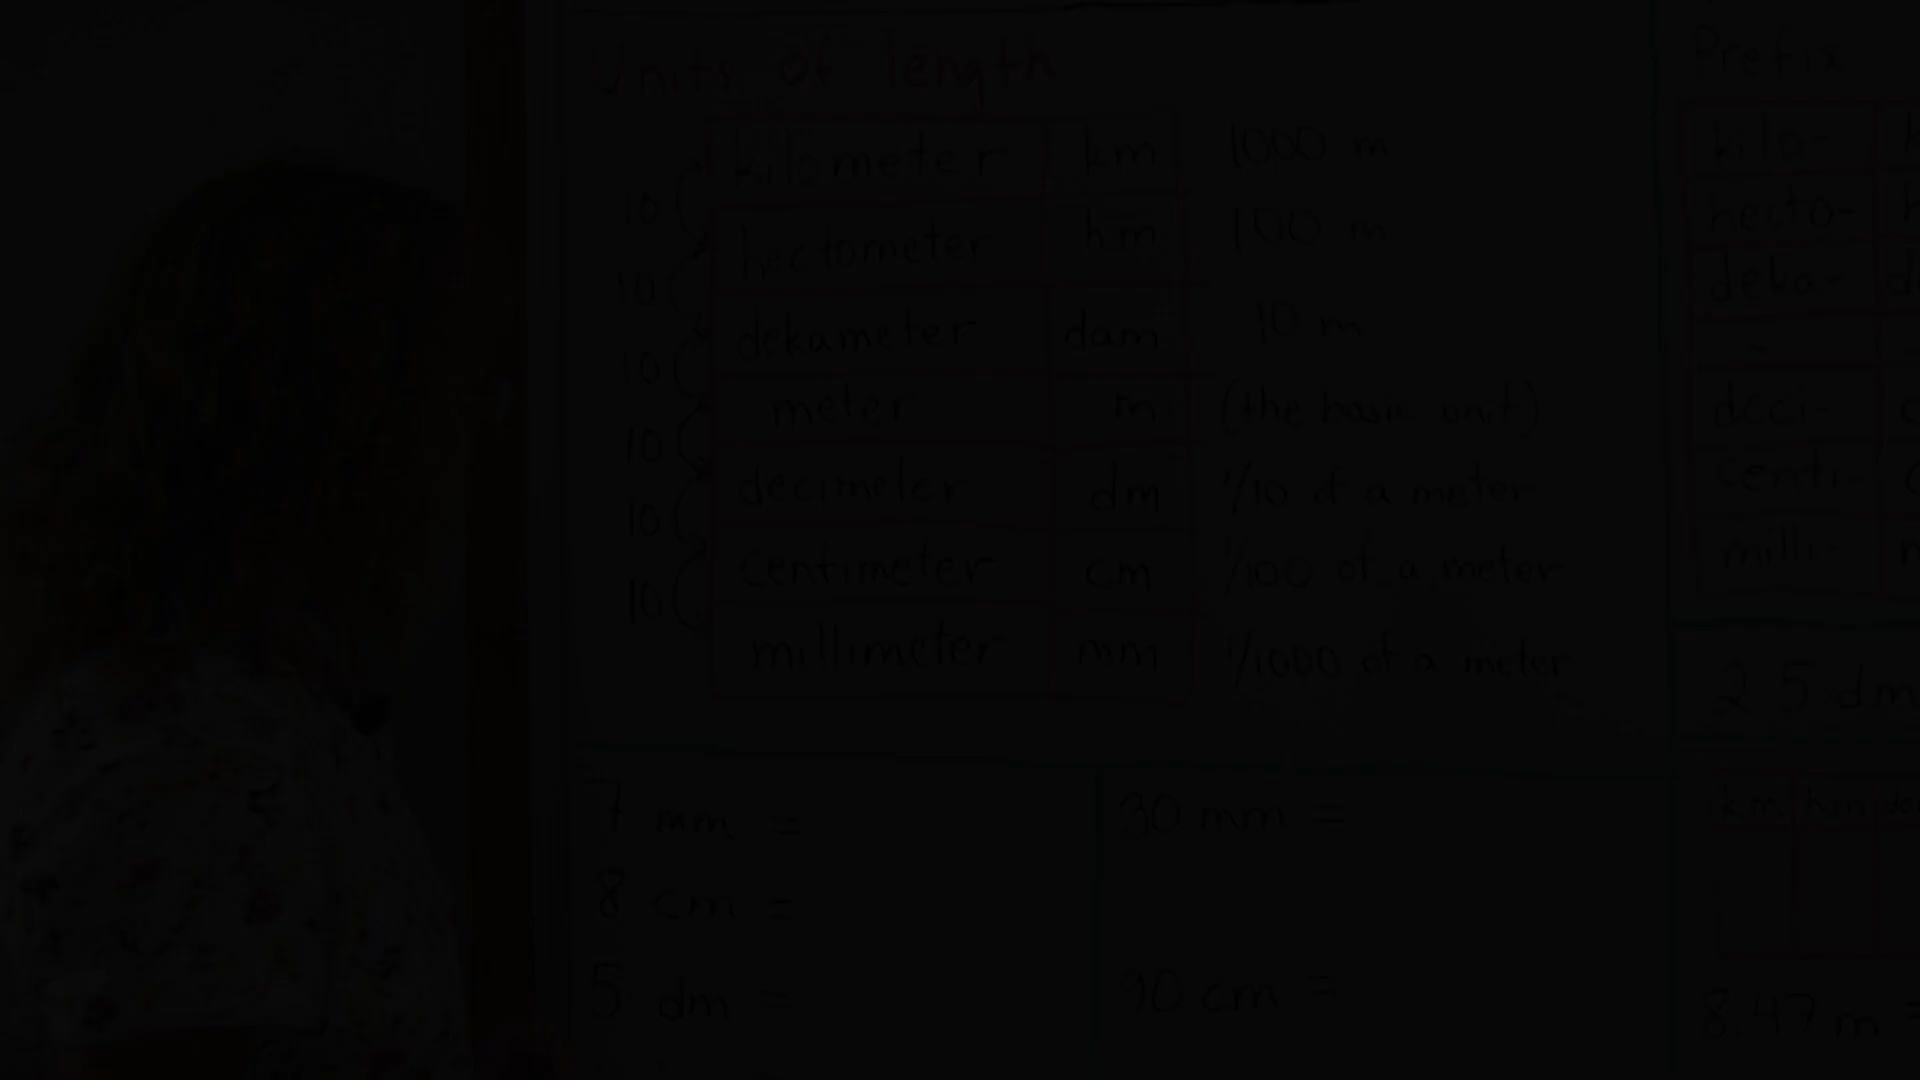 Units of length
kilometer km 1000 m
10
hectometer hm 100 m
10
dekameter dam 10 m
10
meter m (the basic unit)
10
decimeter dm 1/10 of a meter
10
centimeter cm 1/100 of a meter
10
millimeter mm 1/1000 of a meter
Prefix
kilo-
hecto-
deka-
-
deci-
centi-
milli-
2 5 dm
7 mm =
8 cm =
5 dm =
30 mm =
90 cm =
km hm
8.47 m =